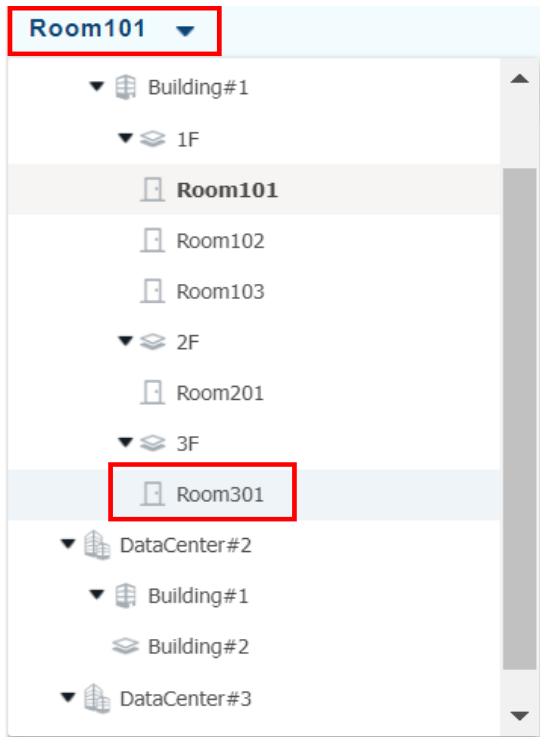 Room101
Building#1
1F
Room101
Room102
Room103
2F
Room201
3F
Room301
DataCenter#2
Building#1
Building#2
DataCenter#3